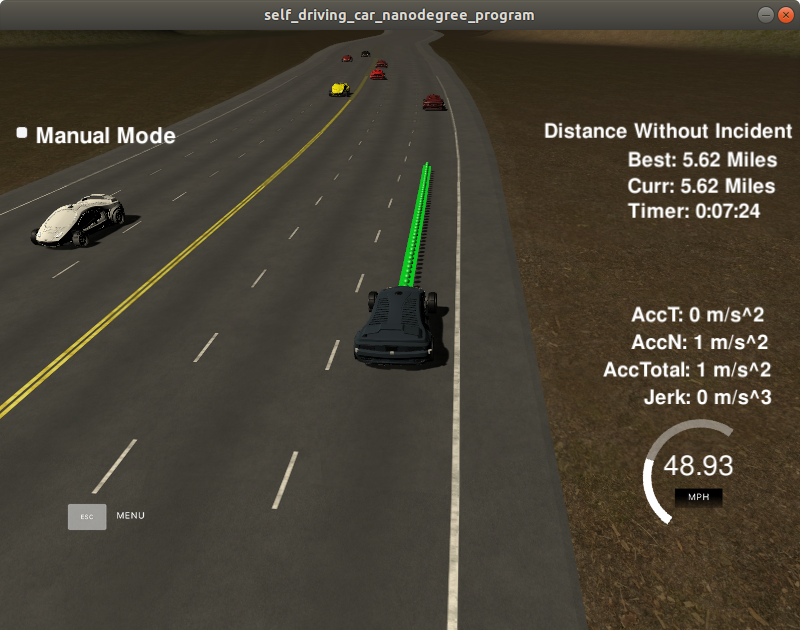 self_driving_car_nanodegree_program
Manual Mode
Distance Without Incident
Best: 5.62 Miles
Curr: 5.62 Miles
Timer: 0:07:24
AccT: 0 m/s^2
AccN: 1 m/s^2
AccTotal: 1 m/s^2
Jerk: 0 m/s^3
48.93
MPH
ESC MENU